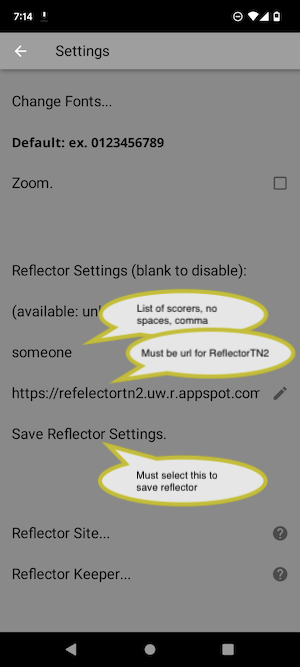 7:14
Settings
Change Fonts...
Default: ex. 0123456789
Zoom.
Reflector Settings (blank to disable):
(available:
List of scorers, no
spaces, comma
someone
Must be url for ReflectorTN2
https://refelectortn2.uw.r.appspot.com
Save Reflector Settings.
Must select this to
save reflector
Reflector Site...
?
Reflector Keeper...
?